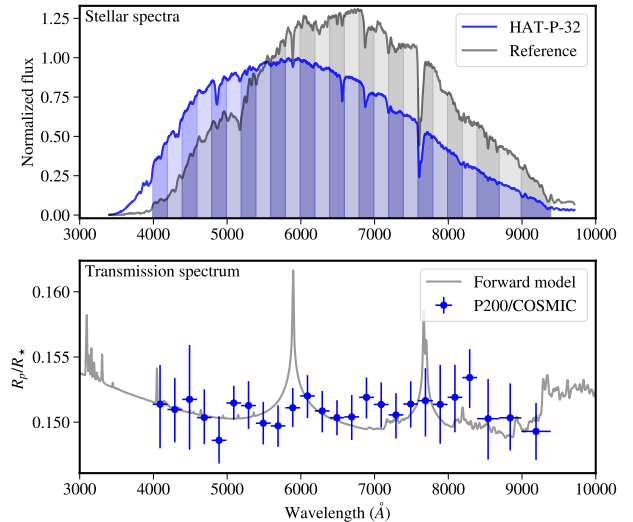 Stellar spectra
HAT-P-32
Reference
Normalized flux
1.25
1.00
0.75
0.50
0.25
0.00
3000 4000 5000 6000 7000 8000 9000 10000
Wavelength (Å)
Transmission spectrum
Forward model
P200/COSMIC
R_p/R_⋆
0.160
0.155
0.150
3000 4000 5000 6000 7000 8000 9000 10000
Wavelength (Å)